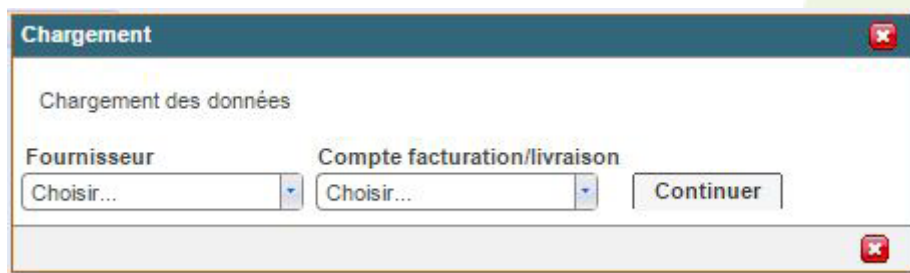 Chargement
Chargement des données
Fournisseur Compte facturation/livraison
Choisir... Choisir... Continuer